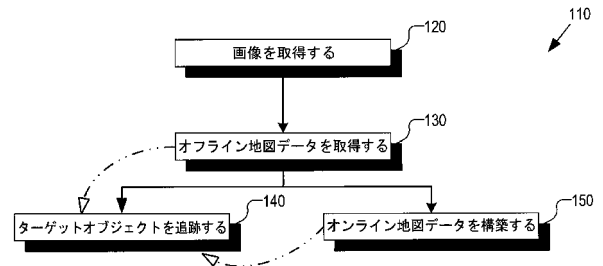 110
120
画像を取得する
130
オフライン地図データを取得する
140
ターゲットオブジェクトを追跡する
150
オンライン地図データを構築する